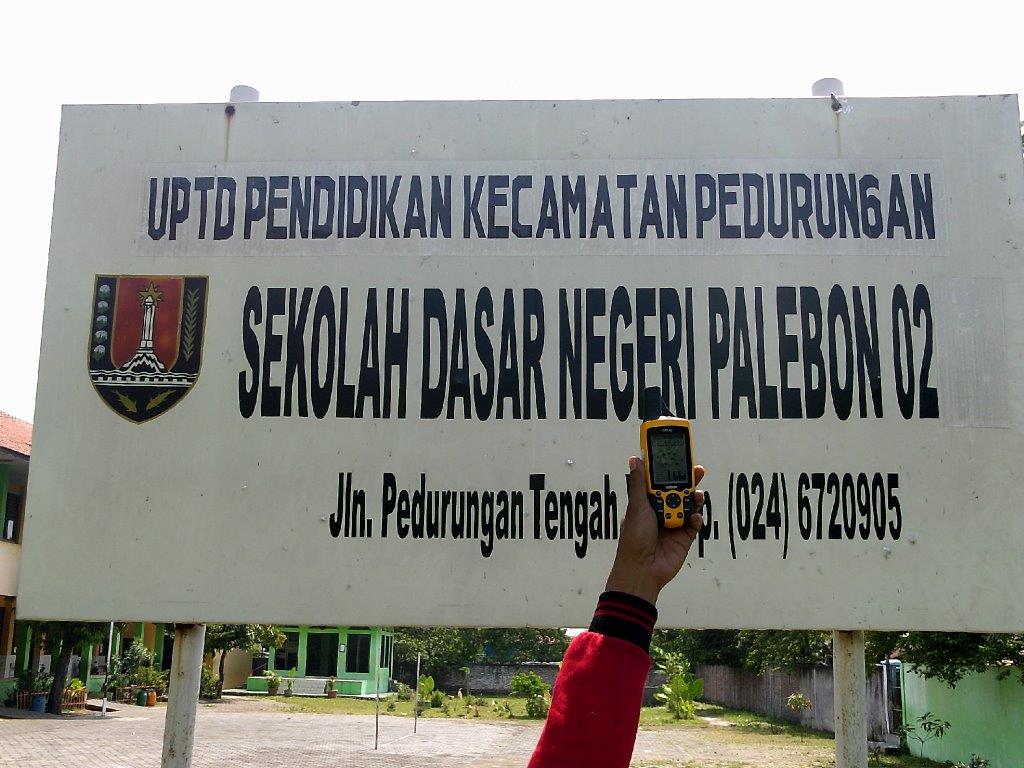 UPTD PENDIDIKAN KECAMATAN PEDURUNGAN
SEKOLAH DASAR NEGERI PALEBON 02
Jln. Pedurungan Tengah p. (024) 6720905